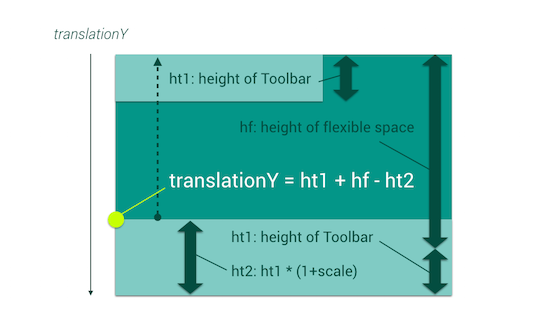 translationY
ht1: height of Toolbar
hf: height of flexible space
translationY = ht1 + hf - ht2
ht1: height of Toolbar
ht2: ht1 * (1+scale)